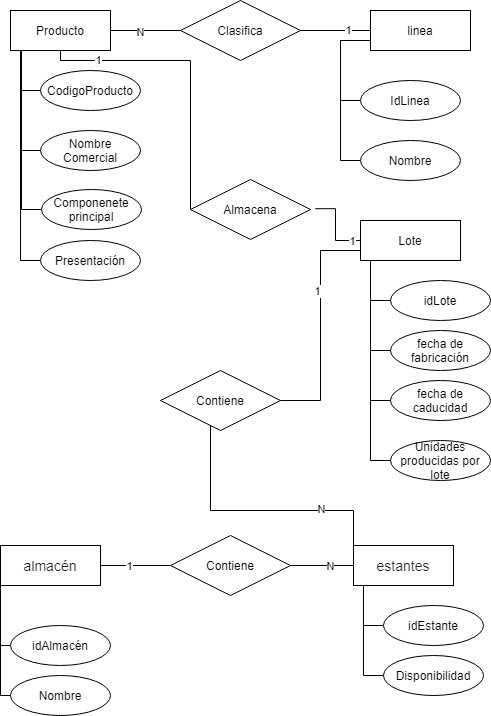 Producto
N
Clasifica
1
linea
1
CodigoProducto
IdLinea
Nombre
Comercial
Nombre
Componenete
principal
Almacena
1
Lote
Presentación
1
idLote
fecha de
fabricación
Contiene
fecha de
caducidad
Unidades
producidas por
lote
N
almacén
1
Contiene
N
estantes
idAlmacén
idEstante
Nombre
Disponibilidad